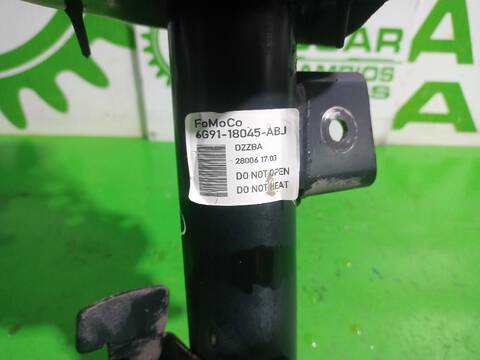 FoMoCo
6G91-18045-ABJ
DZZBA
28006 17:03
DO NOT OPEN
DO NOT HEAT